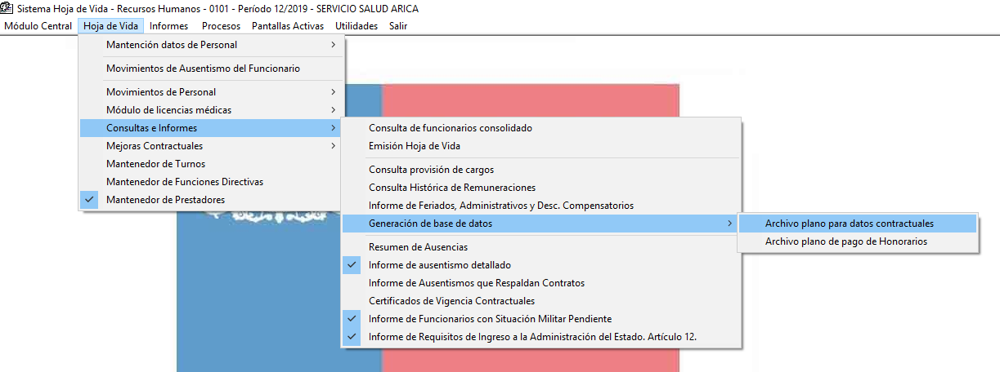 Sistema Hoja de Vida - Recursos Humanos - 0101 - Período 12/2019 - SERVICIO SALUD ARICA
Módulo Central Hoja de Vida Informes Procesos Pantallas Activas Utilidades Salir
Mantención datos de Personal
Movimientos de Ausentismo del Funcionario
Movimientos de Personal
Módulo de licencias médicas
Consultas e Informes
Mejoras Contractuales
Mantenedor de Turnos
Mantenedor de Funciones Directivas
Mantenedor de Prestadores
Consulta de funcionarios consolidado
Emisión Hoja de Vida
Consulta provisión de cargos
Consulta Histórica de Remuneraciones
Informe de Feriados, Administrativos y Desc. Compensatorios
Generación de base de datos
Resumen de Ausencias
Informe de ausentismo detallado
Informe de Ausentismos que Respaldan Contratos
Certificados de Vigencia Contractuales
Informe de Funcionarios con Situación Militar Pendiente
Informe de Requisitos de Ingreso a la Administración del Estado. Artículo 12.
Archivo plano para datos contractuales
Archivo plano de pago de Honorarios